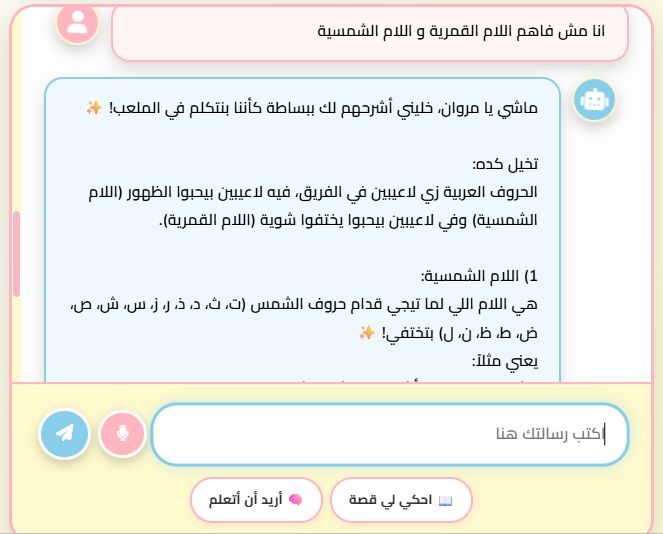 انا مش فاهم اللام القمرية و اللام الشمسية
ماشي يا مروان، خليني أشرحهم لك ببساطة كأننا بنتكلم في الملعب! ✨
تخيل كده:
الحروف العربية زي لاعيبين في الفريق، فيه لاعيبين بيحبوا الظهور (اللام
الشمسية) وفي لاعيبين بيحبوا يختفوا شوية (اللام القمرية).
1) اللام الشمسية:
هي اللام اللي لما تيجي قدام حروف الشمس (ت، ث، د، ذ، ر، ز، س، ش، ص،
ض، ط، ظ، ن، ل) بتختفي! ✨
يعني مثلاً:
اكتب رسالتك هنا
📖 احكي لي قصة
🧠 أريد أن أتعلم